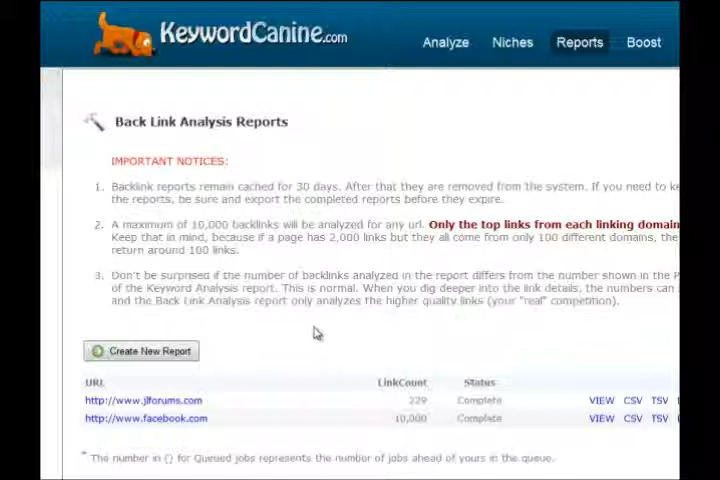 KeywordCanine.com
Analyze Niches Reports Boost
Back Link Analysis Reports
IMPORTANT NOTICES:
1. Backlink reports remain cached for 30 days. After that they are removed from the system. If you need to
the reports, be sure and export the completed reports before they expire.
2. A maximum of 10,000 backlinks will be analyzed for any url. Only the top links from each linking domain
Keep that in mind, because if a page has 2,000 links but they all come from only 100 different domains, the
return around 100 links.
3. Don't be surprised if the number of backlinks analyzed in the report differs from the number shown in the
of the Keyword Analysis report. This is normal. When you dig deeper into the link details, the numbers can
and the Back Link Analysis report only analyzes the higher quality links (your "real" competition).
Create New Report
URL LinkCount Status
http://www.jlforums.com 229 Complete VIEW CSV TSV
http://www.facebook.com 10,000 Complete VIEW CSV TSV
* The number in {} for Queued jobs represents the number of jobs ahead of yours in the queue.